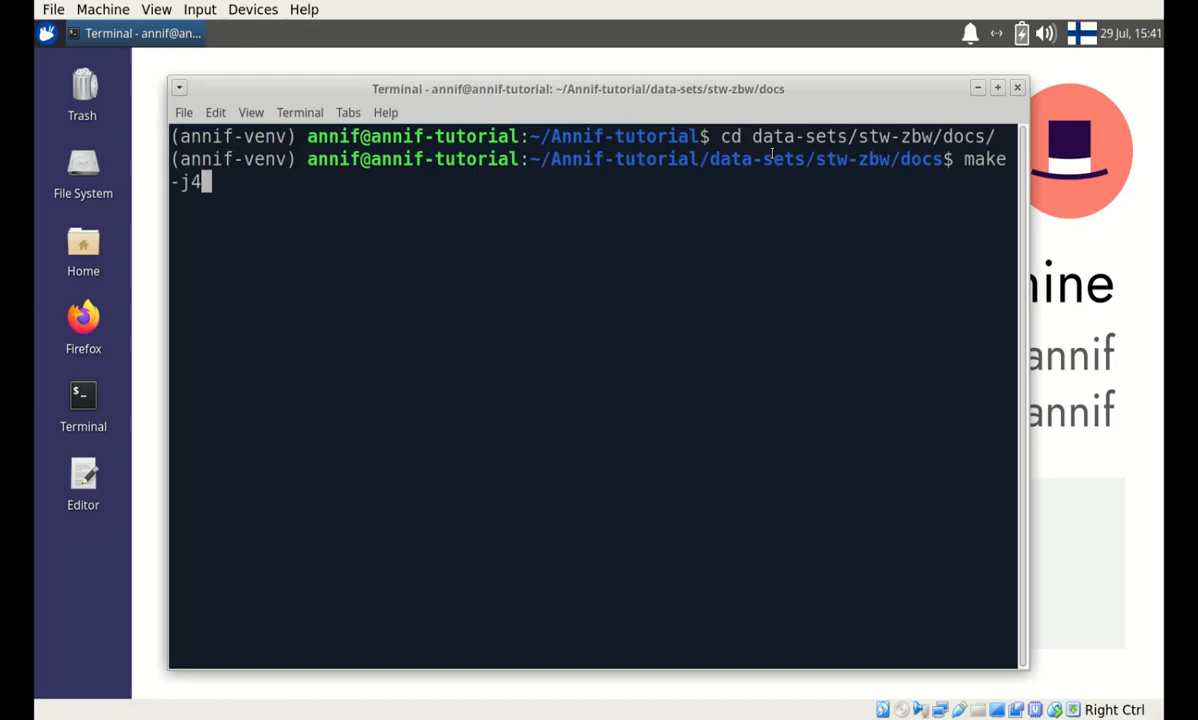 File Machine View Input Devices Help
Terminal - annif@an...
29 Jul, 15:41
Trash
File System
Home
Firefox
Terminal
Editor
Terminal - annif@annif-tutorial: ~/Annif-tutorial/data-sets/stw-zbw/docs
File Edit View Terminal Tabs Help
(annif-venv) annif@annif-tutorial:~/Annif-tutorial$ cd data-sets/stw-zbw/docs/
(annif-venv) annif@annif-tutorial:~/Annif-tutorial/data-sets/stw-zbw/docs$ make
-j4
annif
annif
Right Ctrl